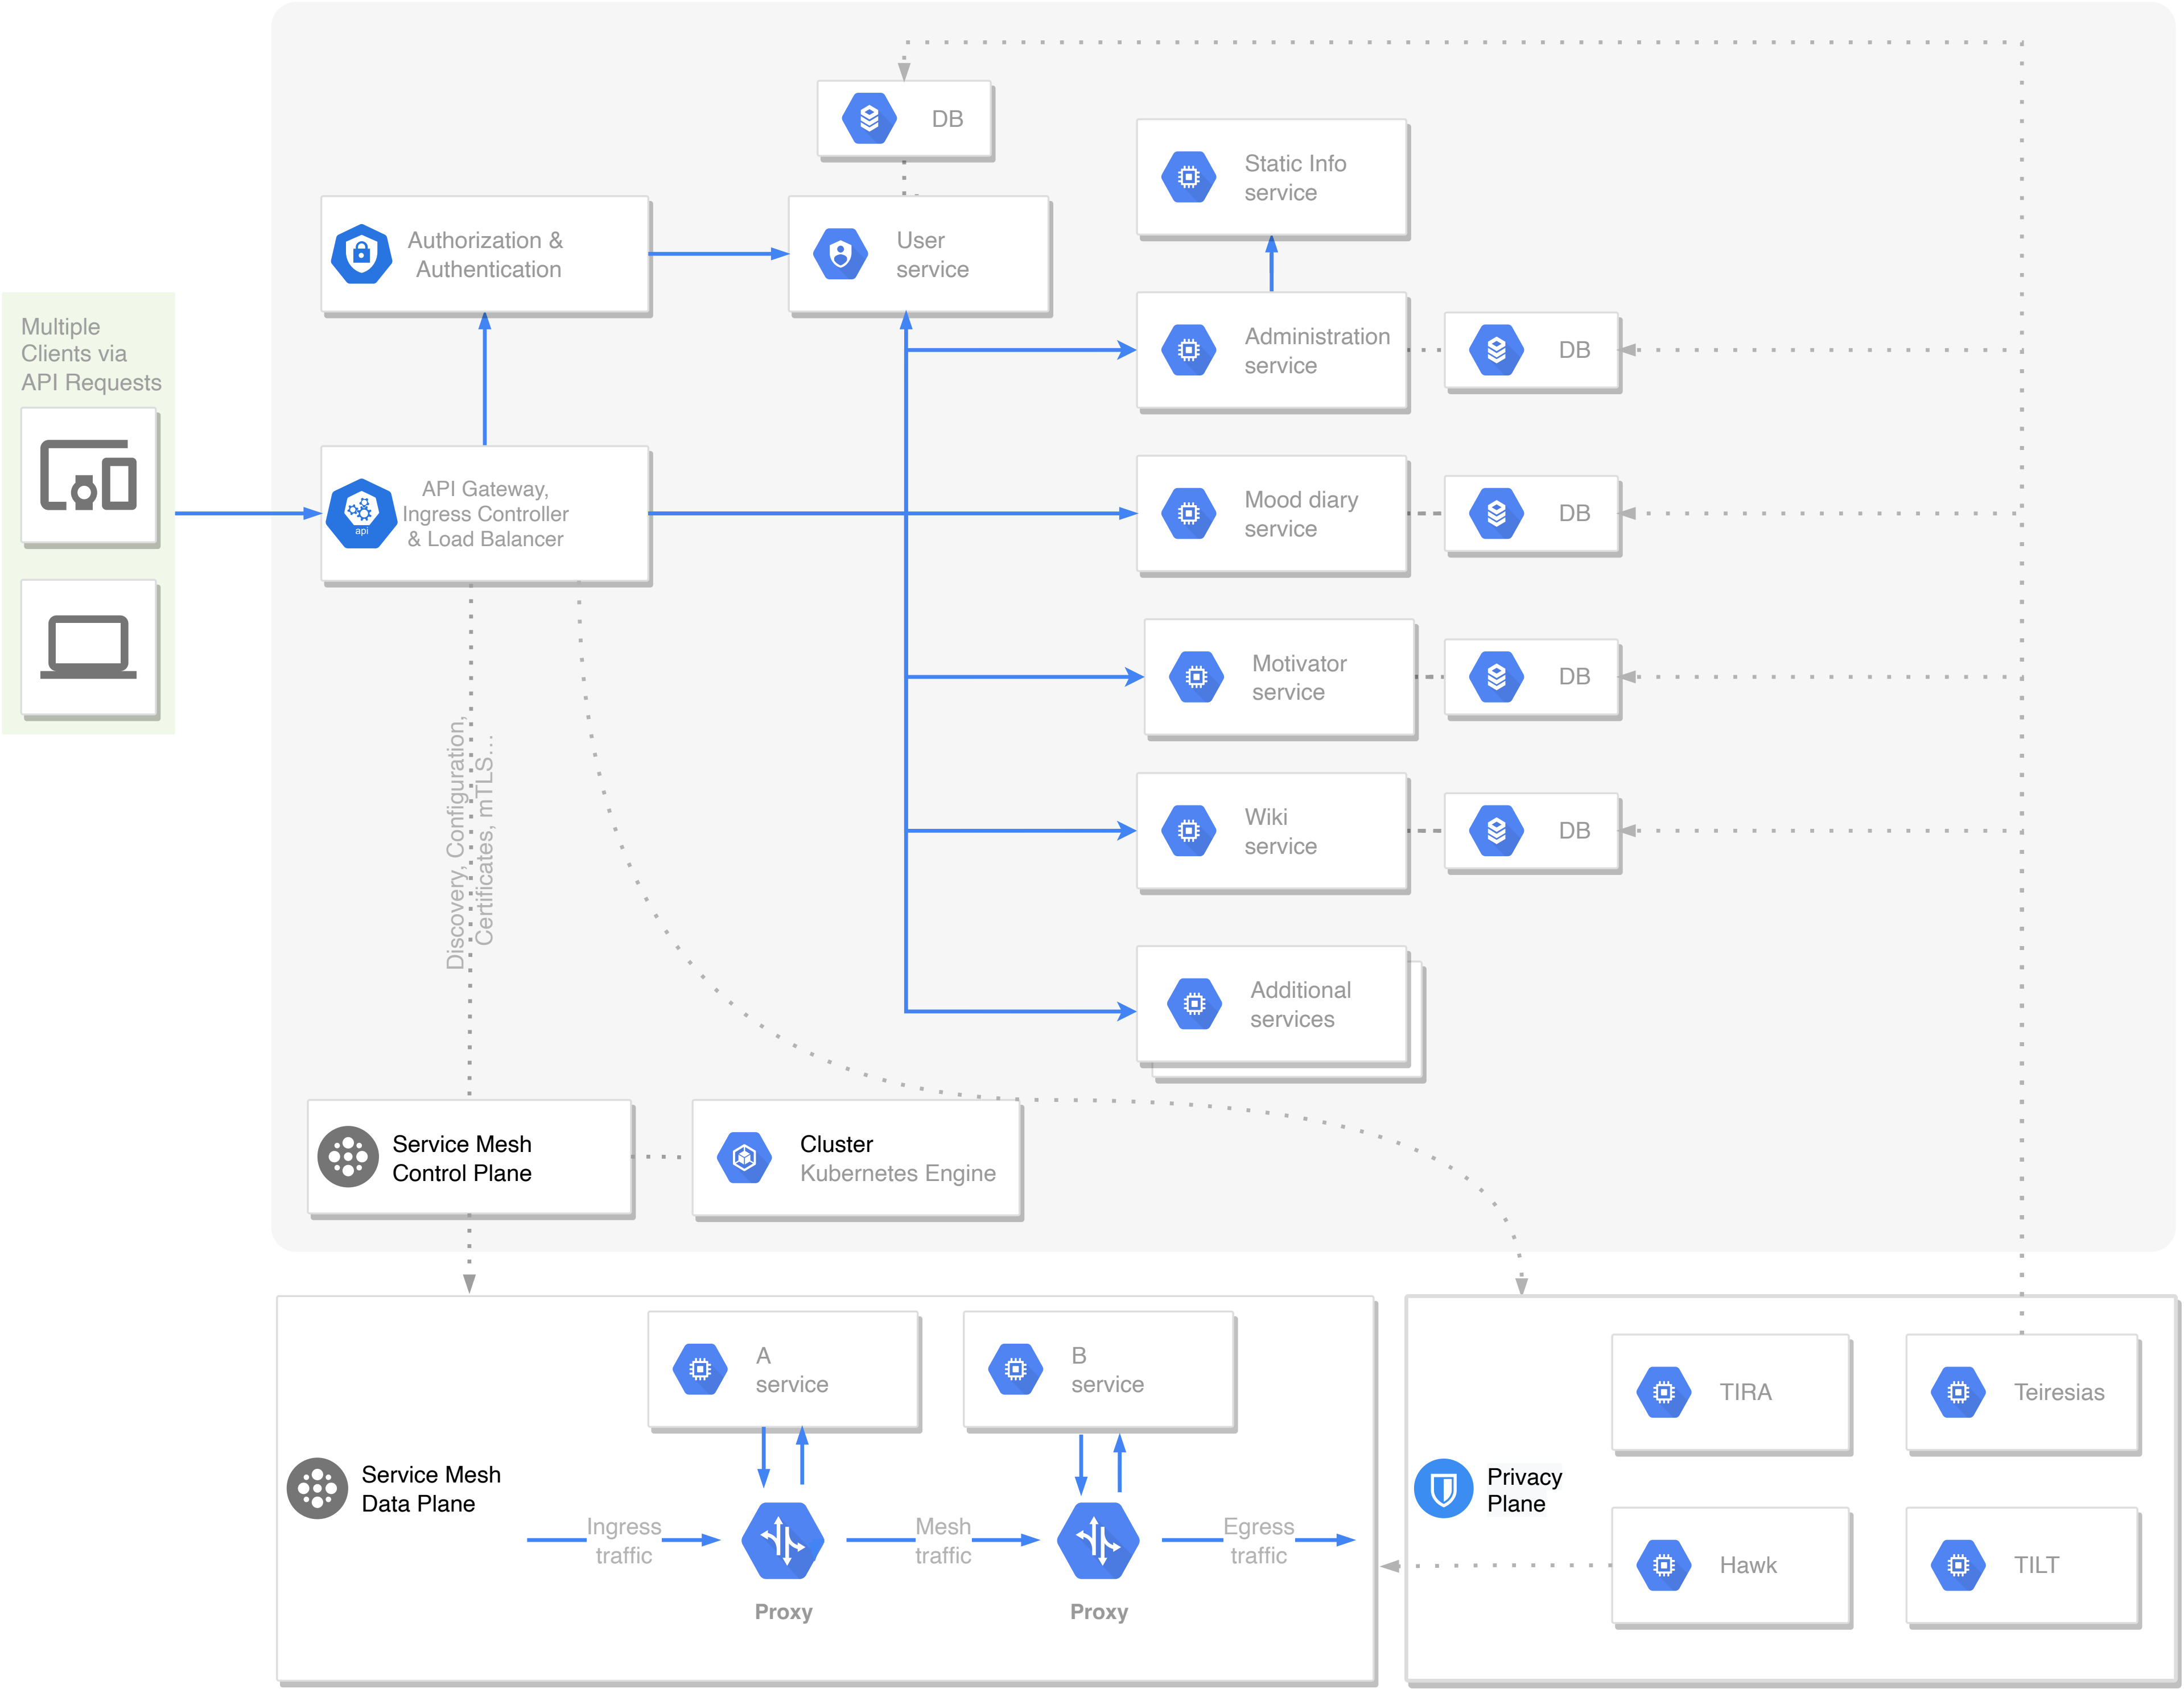 DB
Static Info
service
Authorization &
Authentication
User
service
Multiple
Clients via
API Requests
Administration
service
DB
API Gateway,
Ingress Controller
& Load Balancer
api
Mood diary
service
DB
Motivator
service
DB
Discovery, Configuration,
Certificates, mTLS...
Wiki
service
DB
Additional
services
Service Mesh
Control Plane
Cluster
Kubernetes Engine
A
service
B
service
TIRA
Teiresias
Service Mesh
Data Plane
Privacy
Plane
Ingress
traffic
Mesh
traffic
Egress
traffic
Hawk
TILT
Proxy
Proxy